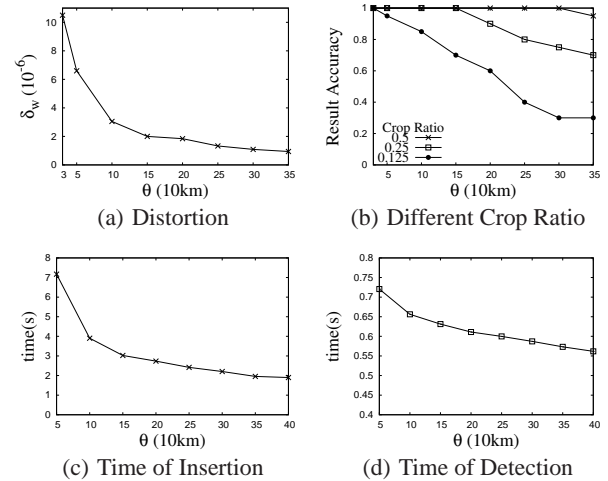 δw (10-6)
10
8
6
4
2
0
3 5 10 15 20 25 30 35
θ (10km)
(a) Distortion
Result Accuracy
1
0.8
0.6
0.4
0.2
0
Crop Ratio
0.5
0.25
0.125
5 10 15 20 25 30 35
θ (10km)
(b) Different Crop Ratio
time(s)
8
7
6
5
4
3
2
1
0
5 10 15 20 25 30 35 40
θ (10km)
(c) Time of Insertion
time(s)
0.8
0.75
0.7
0.65
0.6
0.55
0.5
0.45
0.4
5 10 15 20 25 30 35 40
θ (10km)
(d) Time of Detection